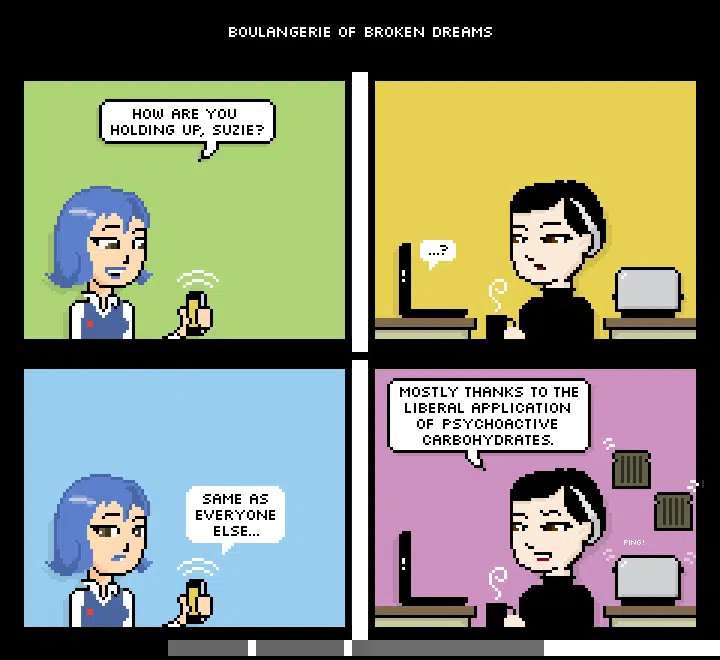 BOULANGERIE OF BROKEN DREAMS
HOW ARE YOU
HOLDING UP, SUZIE?
...?
SAME AS
EVERYONE
ELSE...
MOSTLY THANKS TO THE
LIBERAL APPLICATION
OF PSYCHOACTIVE
CARBOHYDRATES.
PING!